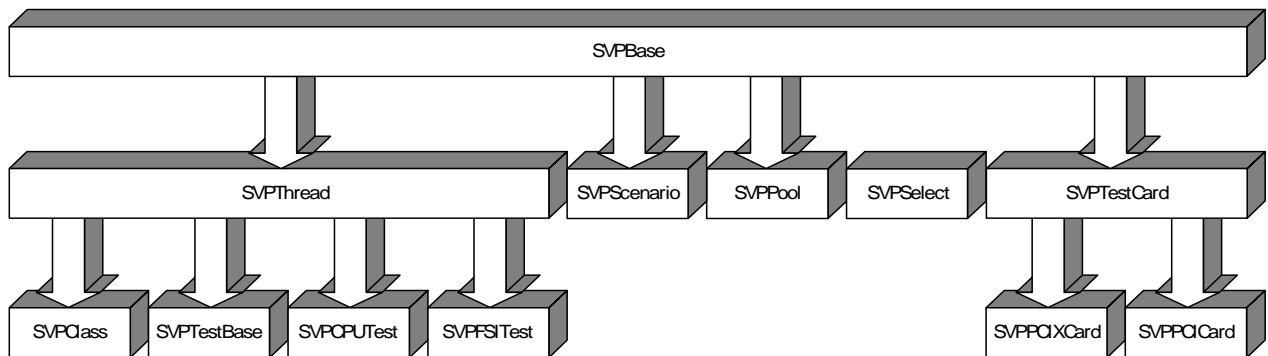 SVPBase
SVPThread
SVPScenario
SVPPool
SVPSelect
SVPTestCard
SVPClass
SVPTestBase
SVPCPUTest
SVPFSITest
SVPPCIXCard
SVPPCICard